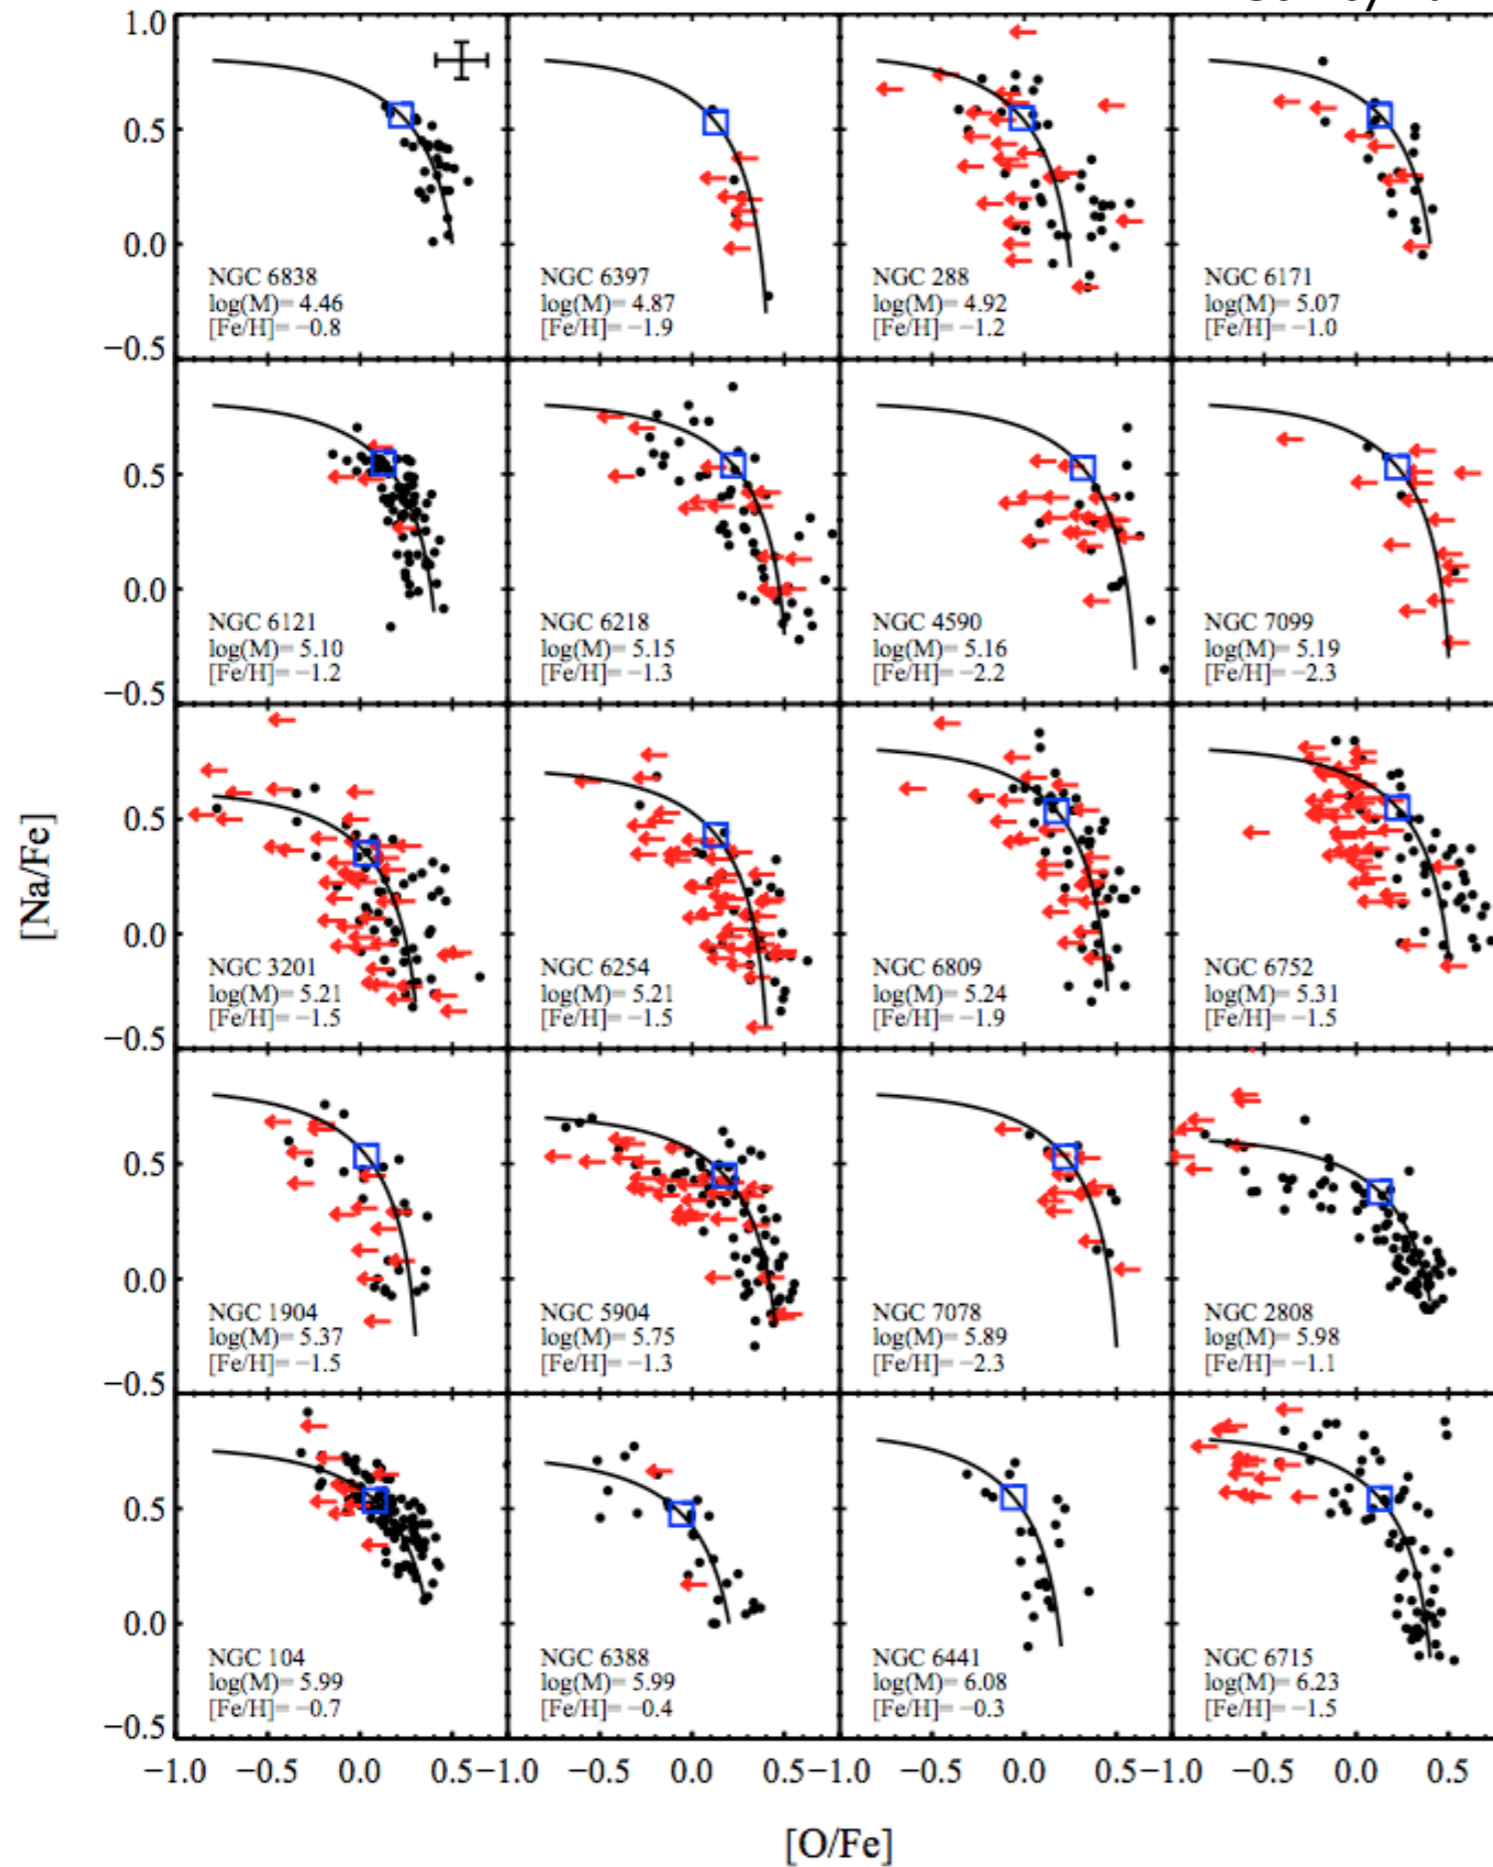 1.0
0.5
0.0
−0.5
NGC 6838
log(M)= 4.46
[Fe/H]= −0.8
NGC 6397
log(M)= 4.87
[Fe/H]= −1.9
NGC 288
log(M)= 4.92
[Fe/H]= −1.2
NGC 6171
log(M)= 5.07
[Fe/H]= −1.0
0.5
0.0
−0.5
NGC 6121
log(M)= 5.10
[Fe/H]= −1.2
NGC 6218
log(M)= 5.15
[Fe/H]= −1.3
NGC 4590
log(M)= 5.16
[Fe/H]= −2.2
NGC 7099
log(M)= 5.19
[Fe/H]= −2.3
[Na/Fe]
0.5
0.0
−0.5
NGC 3201
log(M)= 5.21
[Fe/H]= −1.5
NGC 6254
log(M)= 5.21
[Fe/H]= −1.5
NGC 6809
log(M)= 5.24
[Fe/H]= −1.9
NGC 6752
log(M)= 5.31
[Fe/H]= −1.5
0.5
0.0
−0.5
NGC 1904
log(M)= 5.37
[Fe/H]= −1.5
NGC 5904
log(M)= 5.75
[Fe/H]= −1.3
NGC 7078
log(M)= 5.89
[Fe/H]= −2.3
NGC 2808
log(M)= 5.98
[Fe/H]= −1.1
0.5
0.0
−0.5
NGC 104
log(M)= 5.99
[Fe/H]= −0.7
NGC 6388
log(M)= 5.99
[Fe/H]= −0.4
NGC 6441
log(M)= 6.08
[Fe/H]= −0.3
NGC 6715
log(M)= 6.23
[Fe/H]= −1.5
−1.0 −0.5 0.0 0.5−1.0 −0.5 0.0 0.5−1.0 −0.5 0.0 0.5−1.0 −0.5 0.0 0.5
[O/Fe]